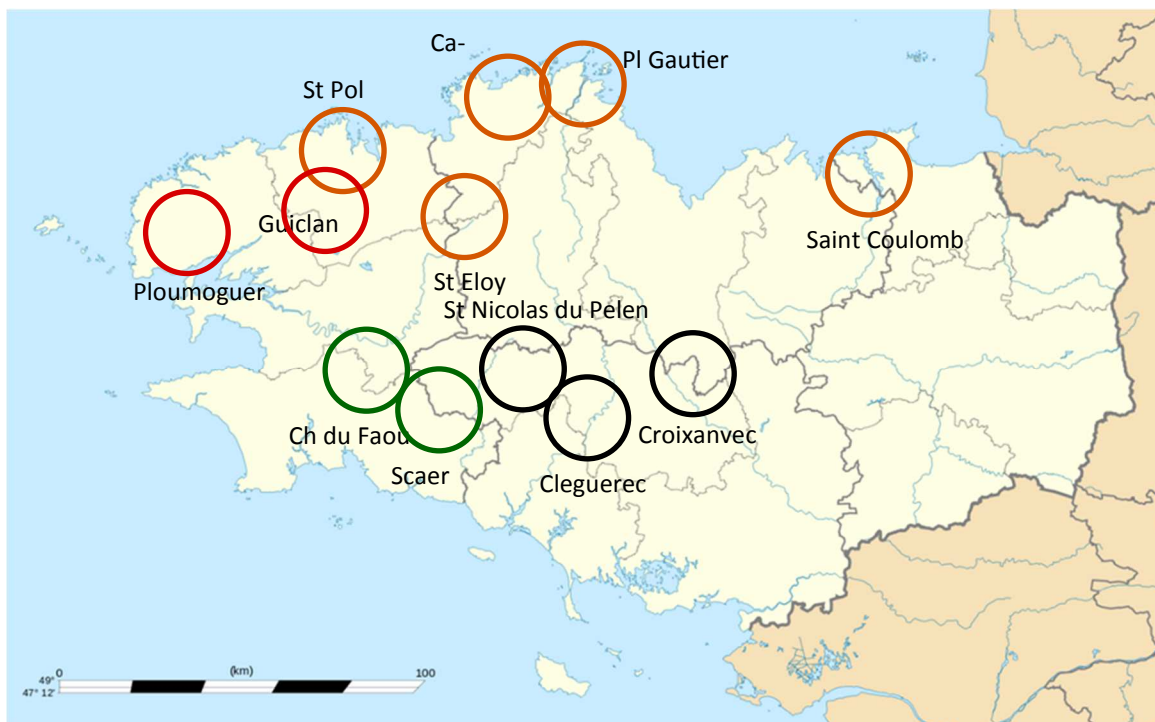 Ca-
Pl Gautier
St Pol
Guiclan
Saint Coulomb
Ploumoguer
St Eloy
St Nicolas du Pelen
Ch du Faou
Croixanvec
Scaer
Cleguerec
0 (km) 100
49°
47° 12'